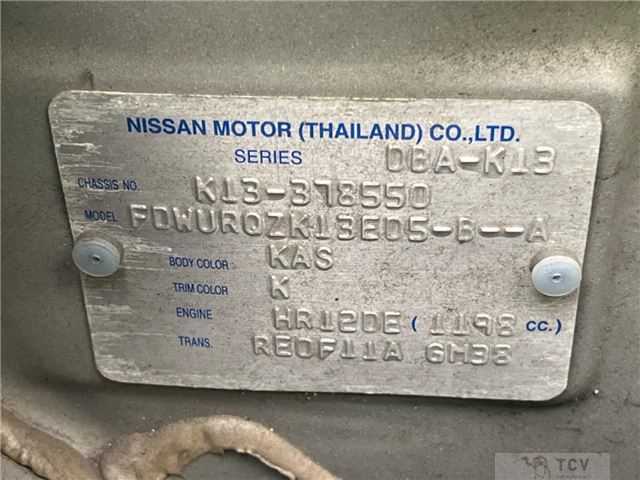 NISSAN MOTOR (THAILAND) CO.,LTD.
SERIES DBA-K13
CHASSIS NO. K13-378550
MODEL FDWURQZK13ED5-B--A
BODY COLOR KAS
TRIM COLOR K
ENGINE HR12DE ( 1198 CC.)
TRANS. RE0F11A GM38
TCV